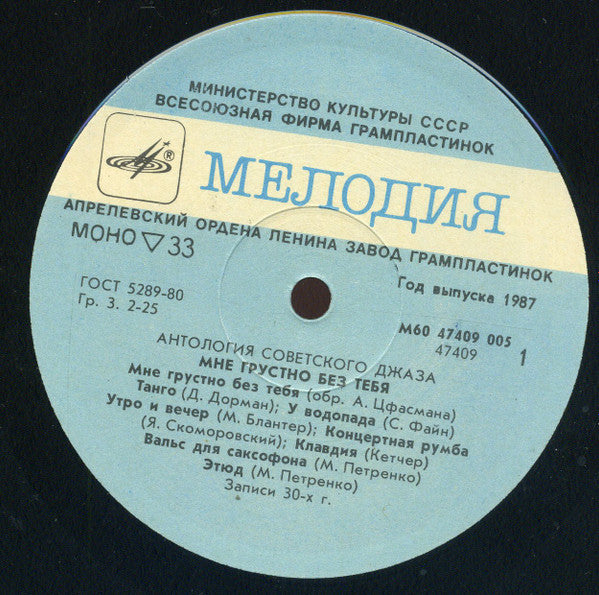 МИНИСТЕРСТВО КУЛЬТУРЫ СССР
ВСЕСОЮЗНАЯ ФИРМА ГРАМПЛАСТИНОК
®
МЕЛОДИЯ
АПРЕЛЕВСКИЙ ОРДЕНА ЛЕНИНА ЗАВОД ГРАМПЛАСТИНОК
МОНО ▽ 33
ГОСТ 5289-80
Гр. 3. 2-25
Год выпуска 1987
М60 47409 005
47409
1
АНТОЛОГИЯ СОВЕТСКОГО ДЖАЗА
МНЕ ГРУСТНО БЕЗ ТЕБЯ
Мне грустно без тебя (обр. А. Цфасмана)
Танго (Д. Дорман); У водопада (С. Файн)
Утро и вечер (М. Блантер); Концертная румба
(Я. Скоморовский); Клавдия (Кетчер)
Вальс для саксофона (М. Петренко)
Этюд (М. Петренко)
Записи 30-х г.